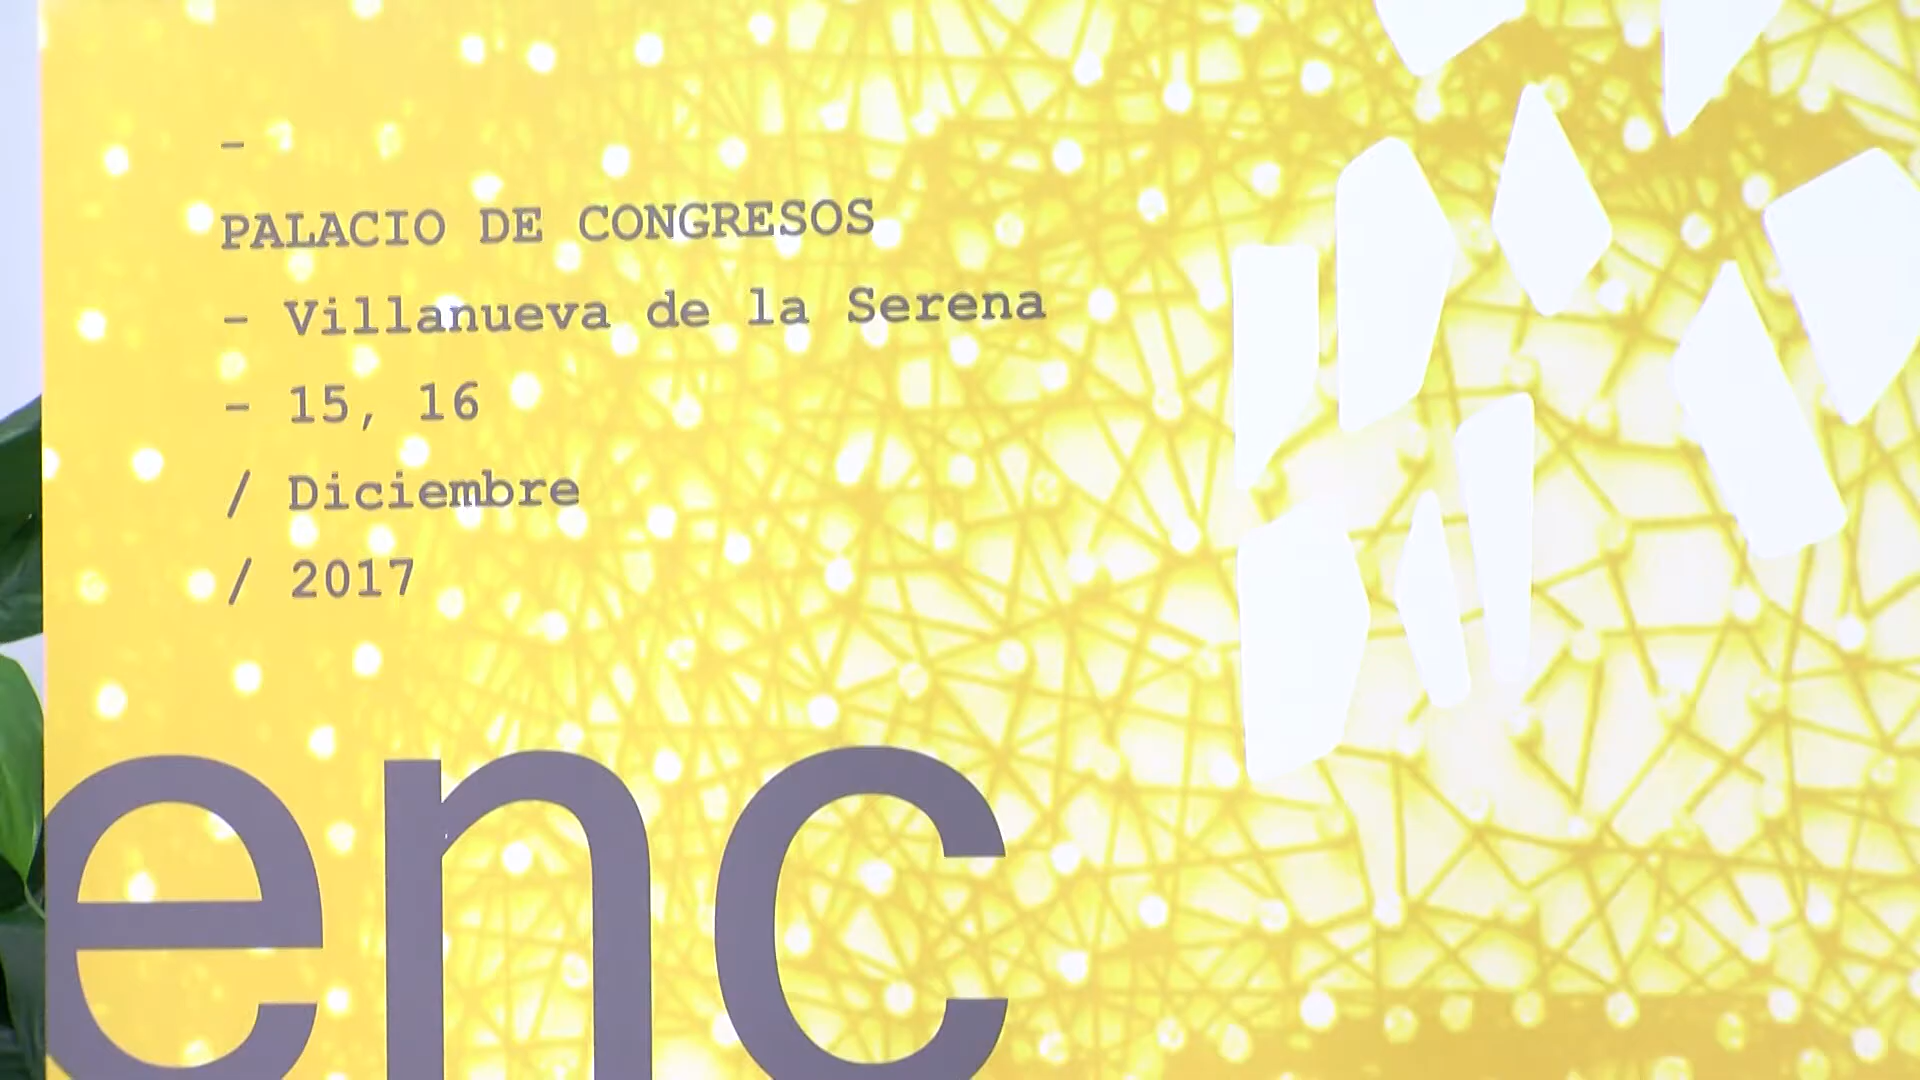 -
PALACIO DE CONGRESOS
- Villanueva de la Serena
- 15, 16
/ Diciembre
/ 2017
enc